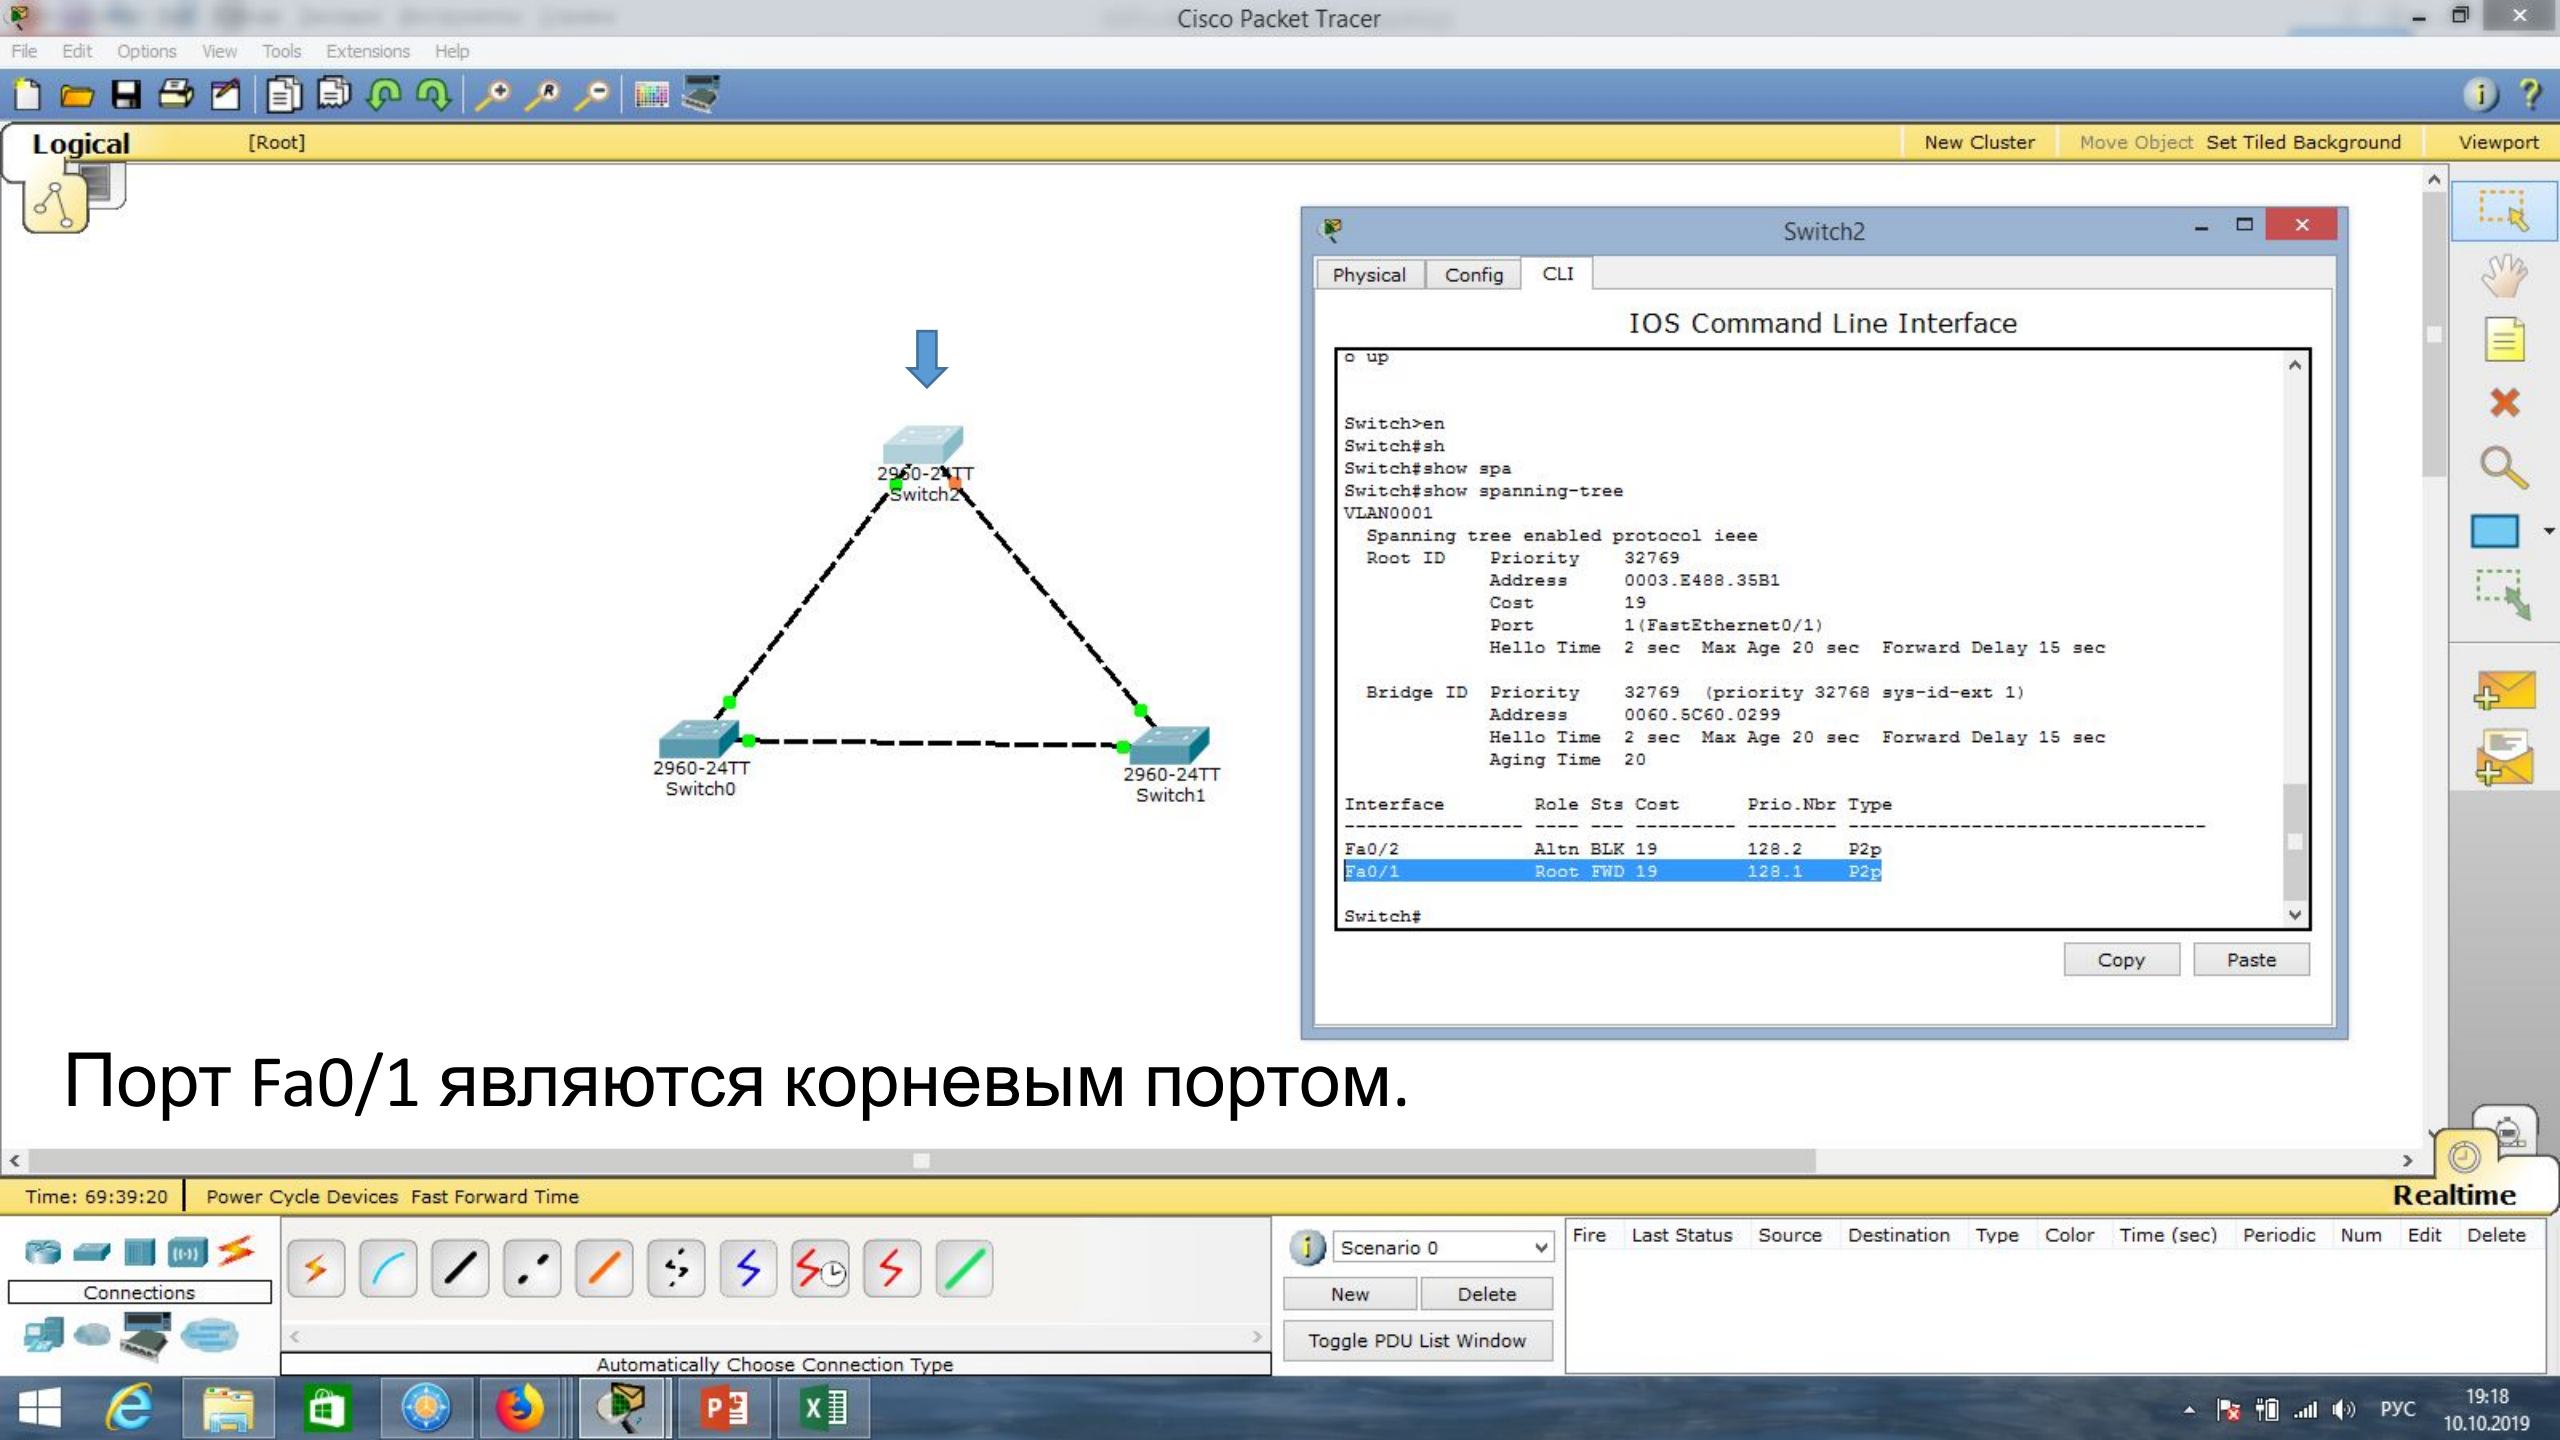 Cisco Packet Tracer
File Edit Options View Tools Extensions Help
Logical [Root] New Cluster Move Object Set Tiled Background Viewport
Switch2
Physical Config CLI
IOS Command Line Interface
o up
Switch>en
Switch#sh
Switch#show spa
Switch#show spanning-tree
VLAN0001
Spanning tree enabled protocol ieee
Root ID Priority 32769
Address 0003.E488.35B1
Cost 19
Port 1(FastEthernet0/1)
Hello Time 2 sec Max Age 20 sec Forward Delay 15 sec
Bridge ID Priority 32769 (priority 32768 sys-id-ext 1)
Address 0060.5C60.0299
Hello Time 2 sec Max Age 20 sec Forward Delay 15 sec
Aging Time 20
Interface Role Sts Cost Prio.Nbr Type
---------------- ---- --- --------- -------- --------------------------------
Fa0/2 Altn BLK 19 128.2 P2p
Fa0/1 Root FWD 19 128.1 P2p
Switch#
Copy Paste
2960-24TT
Switch2
2960-24TT
Switch0
2960-24TT
Switch1
Порт Fa0/1 являются корневым портом.
Time: 69:39:20 Power Cycle Devices Fast Forward Time Realtime
Connections
Automatically Choose Connection Type
Scenario 0
New Delete
Toggle PDU List Window
Fire Last Status Source Destination Type Color Time (sec) Periodic Num Edit Delete
РУС
19:18
10.10.2019